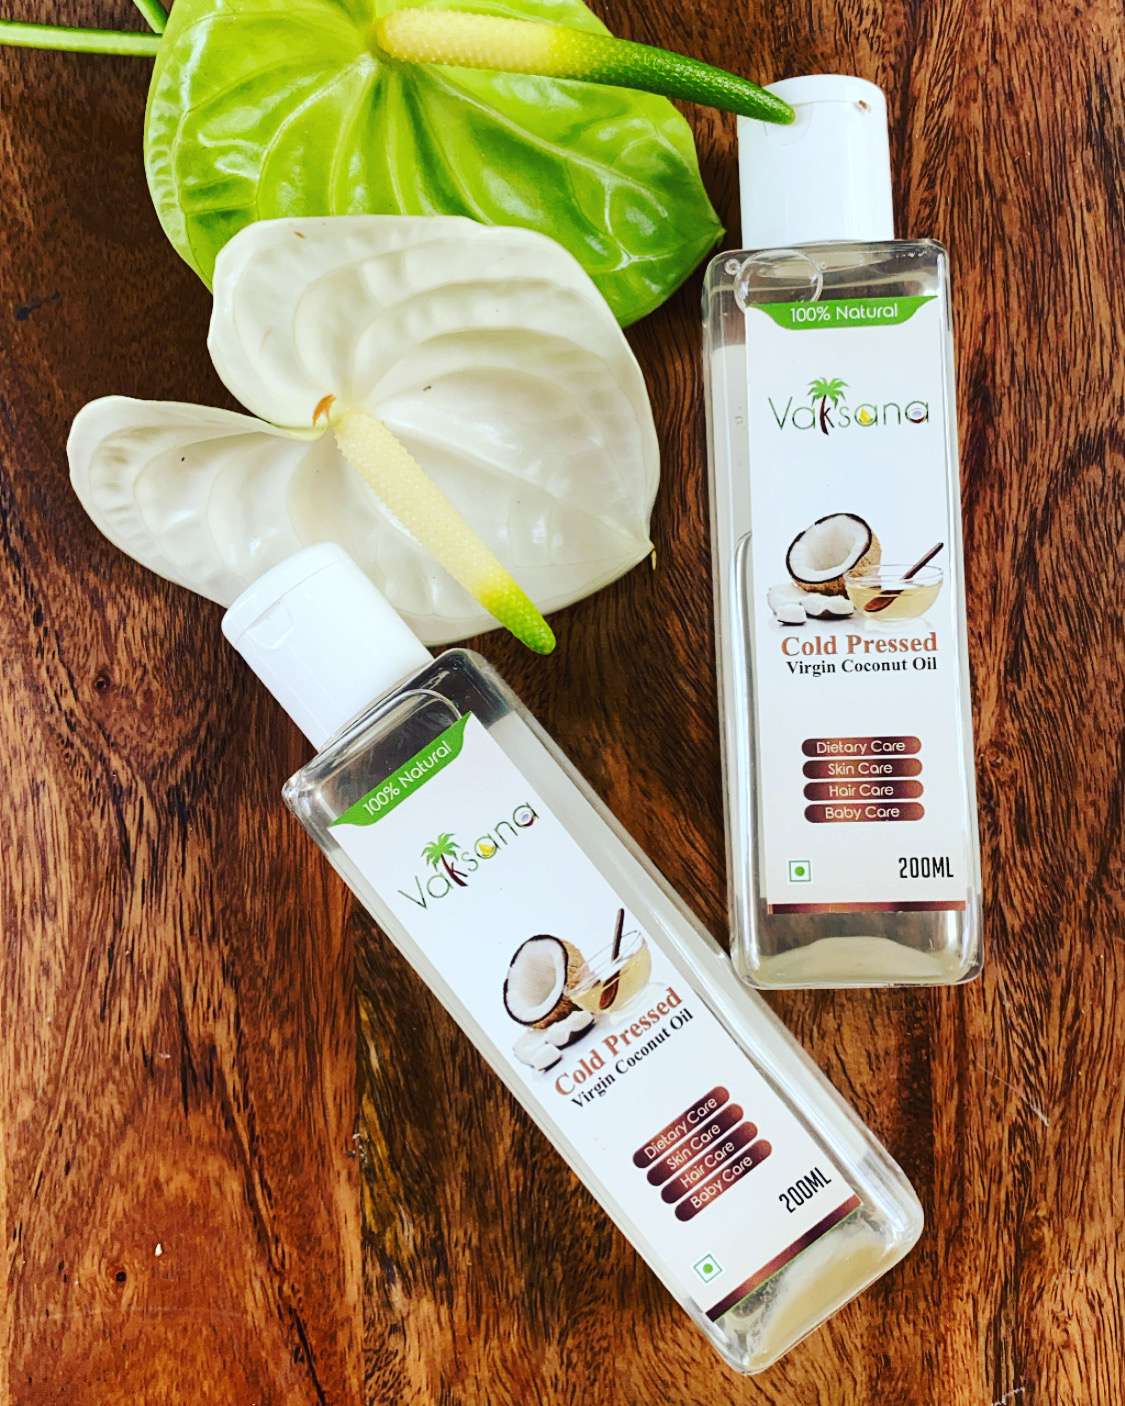 100% Natural
Vaksana
Cold Pressed
Virgin Coconut Oil
Dietary Care
Skin Care
Hair Care
Baby Care
200ML
100% Natural
Vaksana
Cold Pressed
Virgin Coconut Oil
Dietary Care
Skin Care
Hair Care
Baby Care
200ML